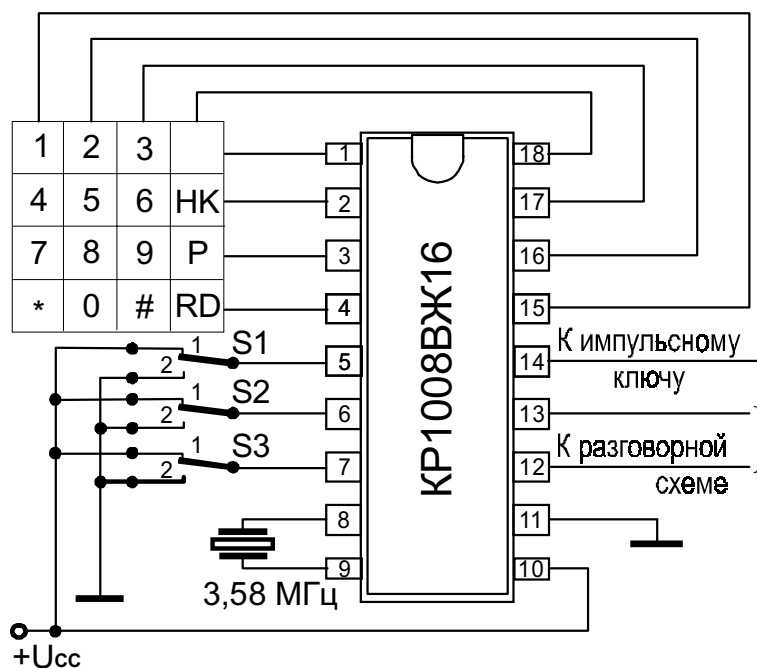 1 2 3
4 5 6 НК
7 8 9 P
* 0 # RD
1 18
2 17
3 16
4 15
5 14
6 13
7 12
8 11
9 10
КР1008ВЖ16
1 S1
2
1 S2
2
1 S3
2
К импульсному
ключу
К разговорной
схеме
3,58 МГц
+Ucc